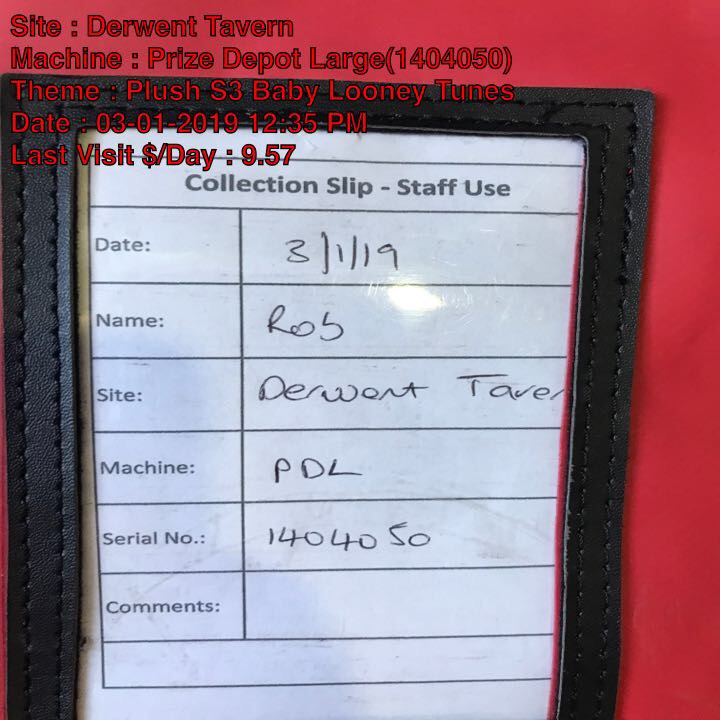 Site : Derwent Tavern
Machine : Prize Depot Large(1404050)
Theme : Plush S3 Baby Looney Tunes
Date : 03-01-2019 12:35 PM
Last Visit $/Day : 9.57
Collection Slip - Staff Use
Date: 3/1/19
Name: Rob
Site: Derwent Taver
Machine: PDL
Serial No.: 1404050
Comments: